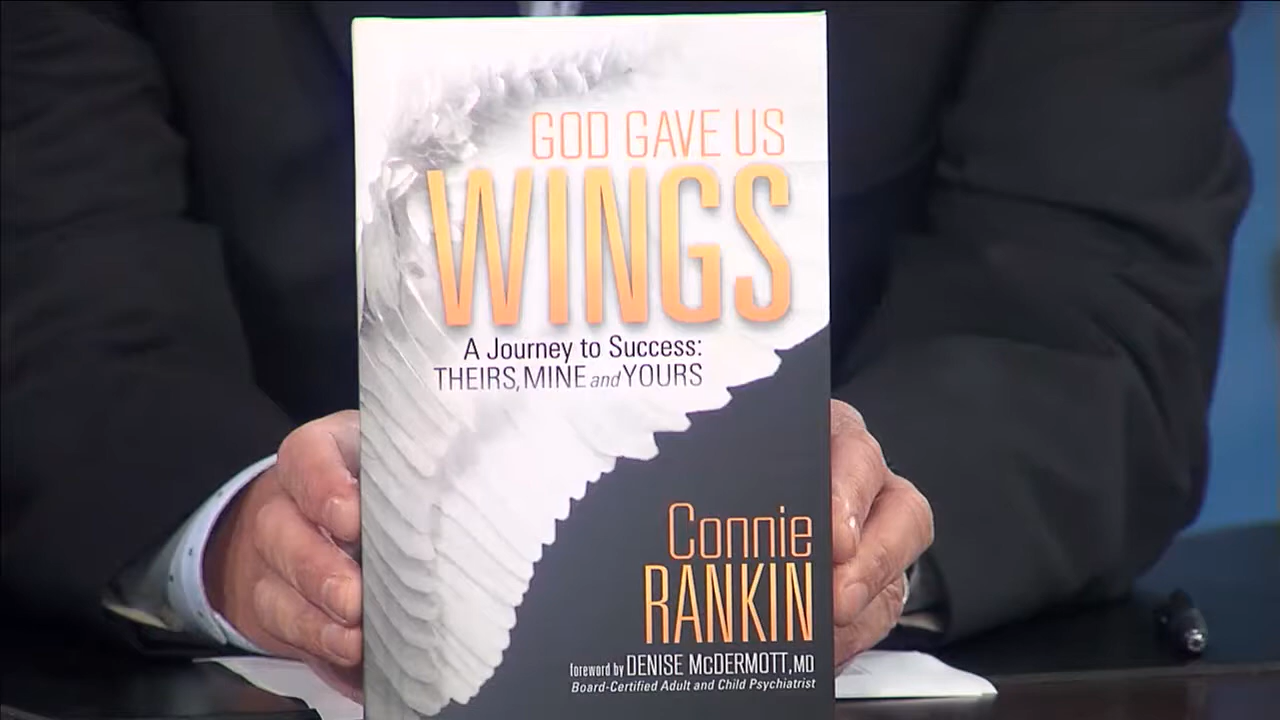 GOD GAVE US
WINGS
A Journey to Success:
THEIRS, MINE and YOURS
Connie
RANKIN
foreword by DENISE McDERMOTT, MD
Board-Certified Adult and Child Psychiatrist